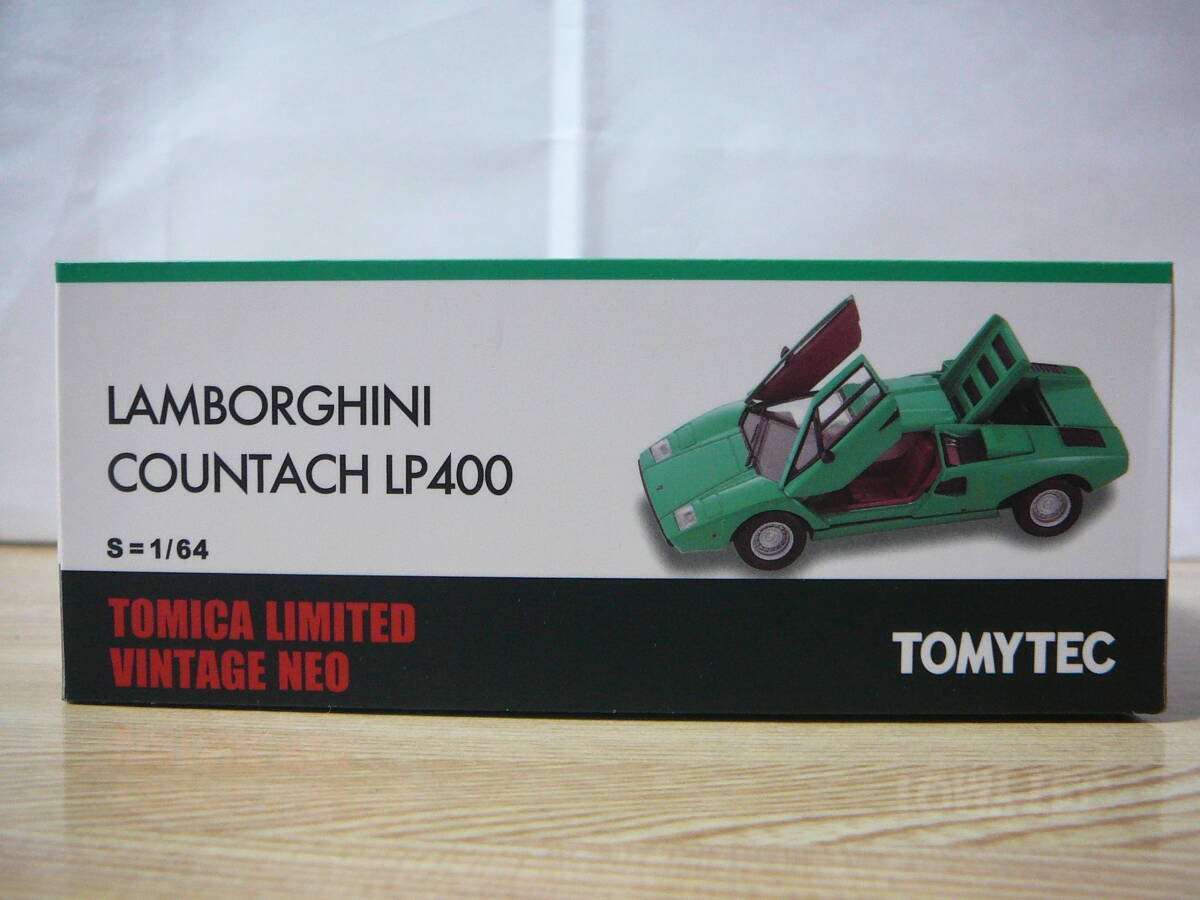 LAMBORGHINI
COUNTACH LP400
S=1/64
TOMICA LIMITED
VINTAGE NEO
TOMYTEC